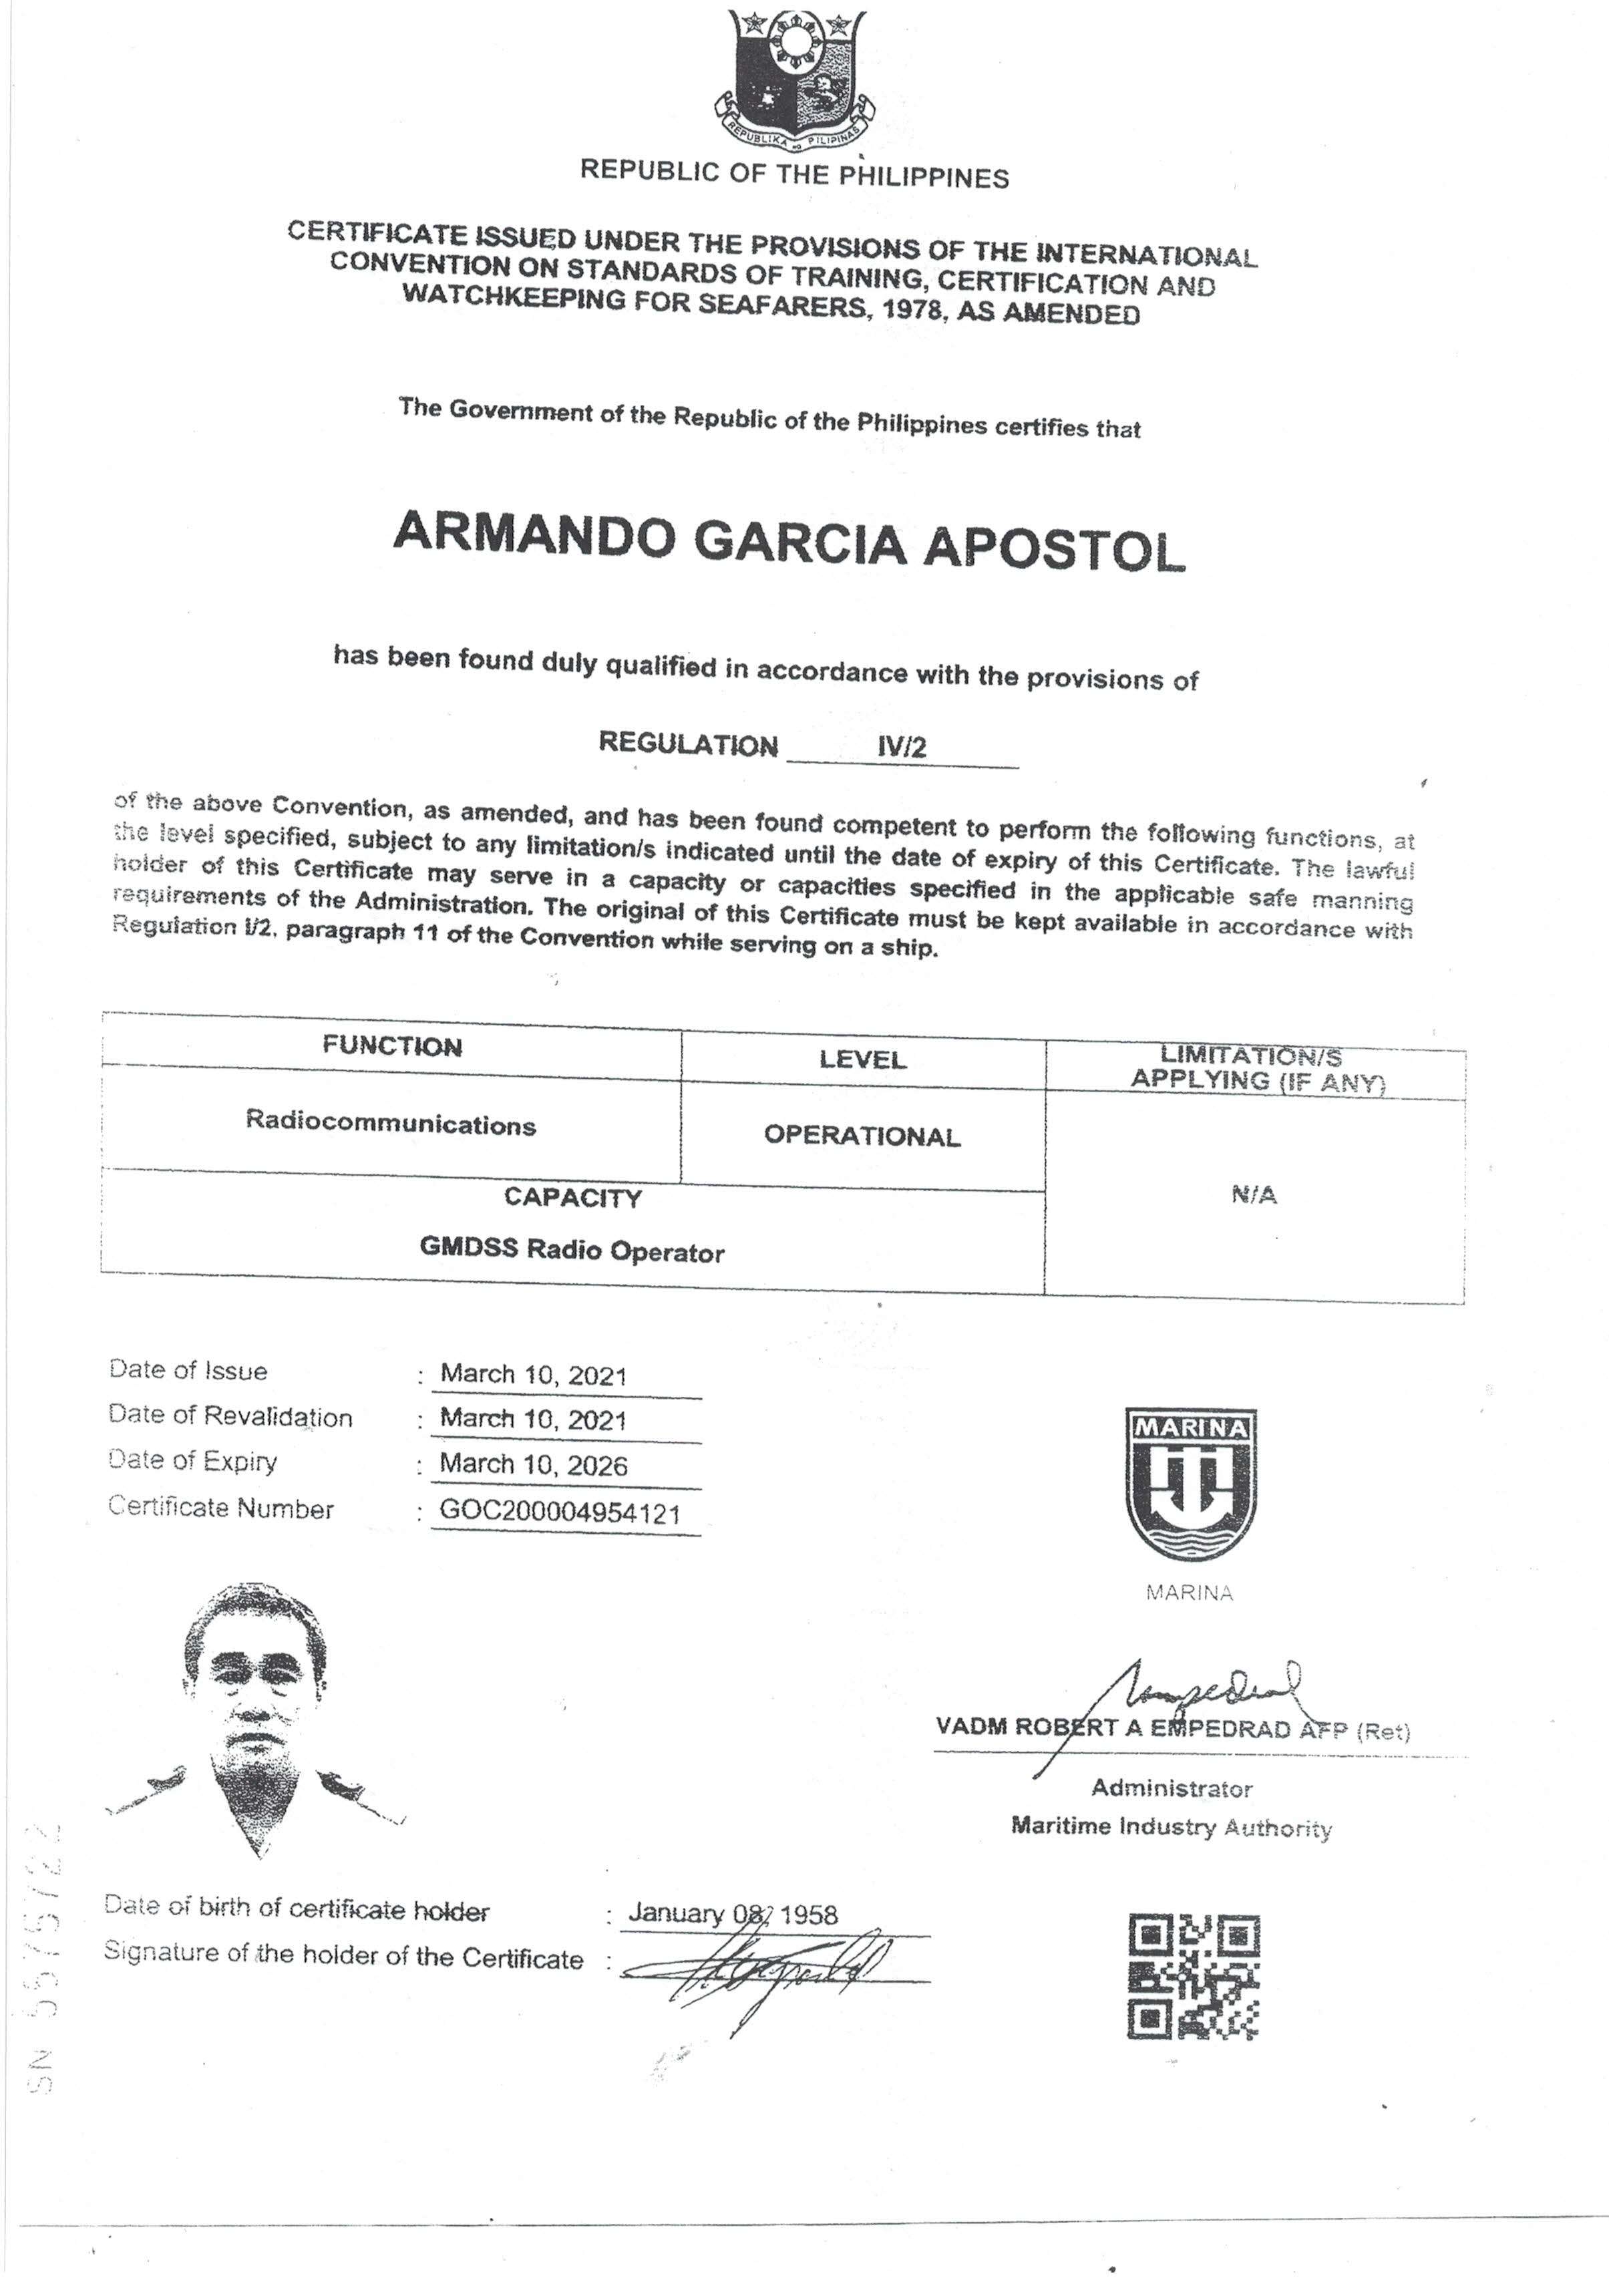 REPUBLIKA NG PILIPINAS
REPUBLIC OF THE PHILIPPINES
CERTIFICATE ISSUED UNDER THE PROVISIONS OF THE INTERNATIONAL
CONVENTION ON STANDARDS OF TRAINING, CERTIFICATION AND
WATCHKEEPING FOR SEAFARERS, 1978, AS AMENDED
The Government of the Republic of the Philippines certifies that
ARMANDO GARCIA APOSTOL
has been found duly qualified in accordance with the provisions of
REGULATION IV/2
of the above Convention, as amended, and has been found competent to perform the following functions, at
the level specified, subject to any limitation/s indicated until the date of expiry of this Certificate. The lawful
holder of this Certificate may serve in a capacity or capacities specified in the applicable safe manning
requirements of the Administration. The original of this Certificate must be kept available in accordance with
Regulation I/2, paragraph 11 of the Convention while serving on a ship.
FUNCTION LEVEL LIMITATION/S
APPLYING (IF ANY)
Radiocommunications OPERATIONAL
N/A
CAPACITY
GMDSS Radio Operator
Date of Issue : March 10, 2021
Date of Revalidation : March 10, 2021
Date of Expiry : March 10, 2026
Certificate Number : GOC200004954121
MARINA
MARINA
VADM ROBERT A EMPEDRAD AFP (Ret)
Administrator
Maritime Industry Authority
Date of birth of certificate holder : January 08, 1958
Signature of the holder of the Certificate :
SN